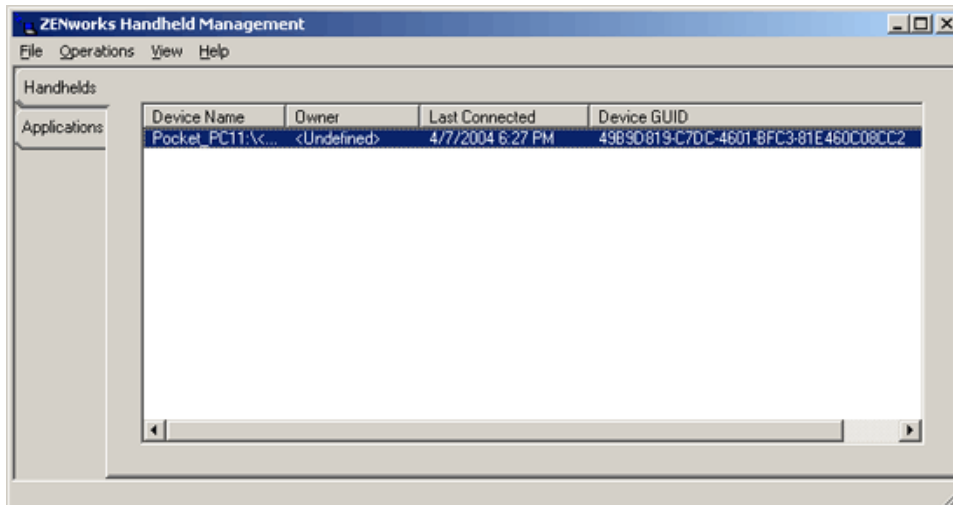 ZENworks Handheld Management
File Operations View Help
Handhelds
Applications
Device Name Owner Last Connected Device GUID
Pocket_PC11:\<... <Undefined> 4/7/2004 6:27 PM 49B9D819-C7DC-4601-BFC3-81E460C08CC2